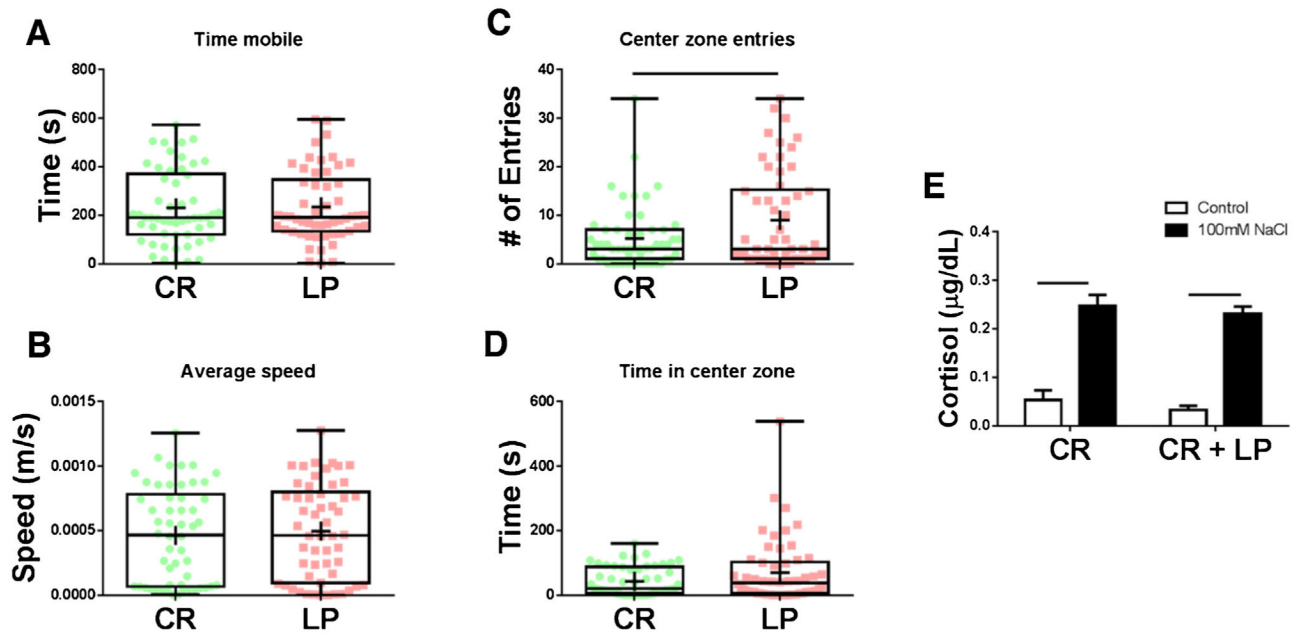 A
Time mobile
Time (s)
800
600
400
200
0
CR
LP
B
Average speed
Speed (m/s)
0.0015
0.0010
0.0005
0.0000
CR
LP
C
Center zone entries
# of Entries
40
30
20
10
0
CR
LP
D
Time in center zone
Time (s)
600
400
200
0
CR
LP
E
Control
100mM NaCl
Cortisol (μg/dL)
0.4
0.3
0.2
0.1
0.0
CR
CR + LP